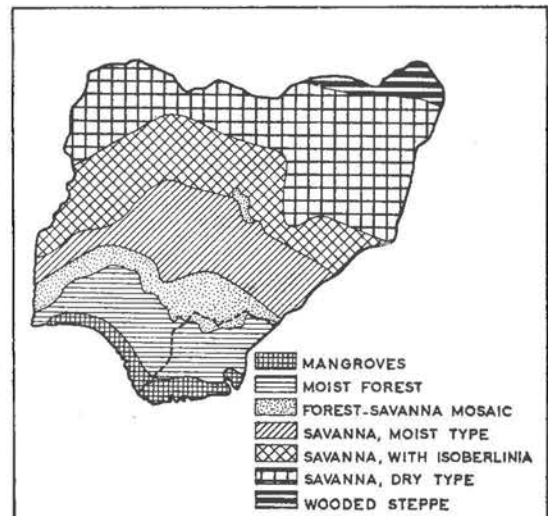 MANGROVES
MOIST FOREST
FOREST-SAVANNA MOSAIC
SAVANNA, MOIST TYPE
SAVANNA, WITH ISOBERLINIA
SAVANNA, DRY TYPE
WOODED STEPPE